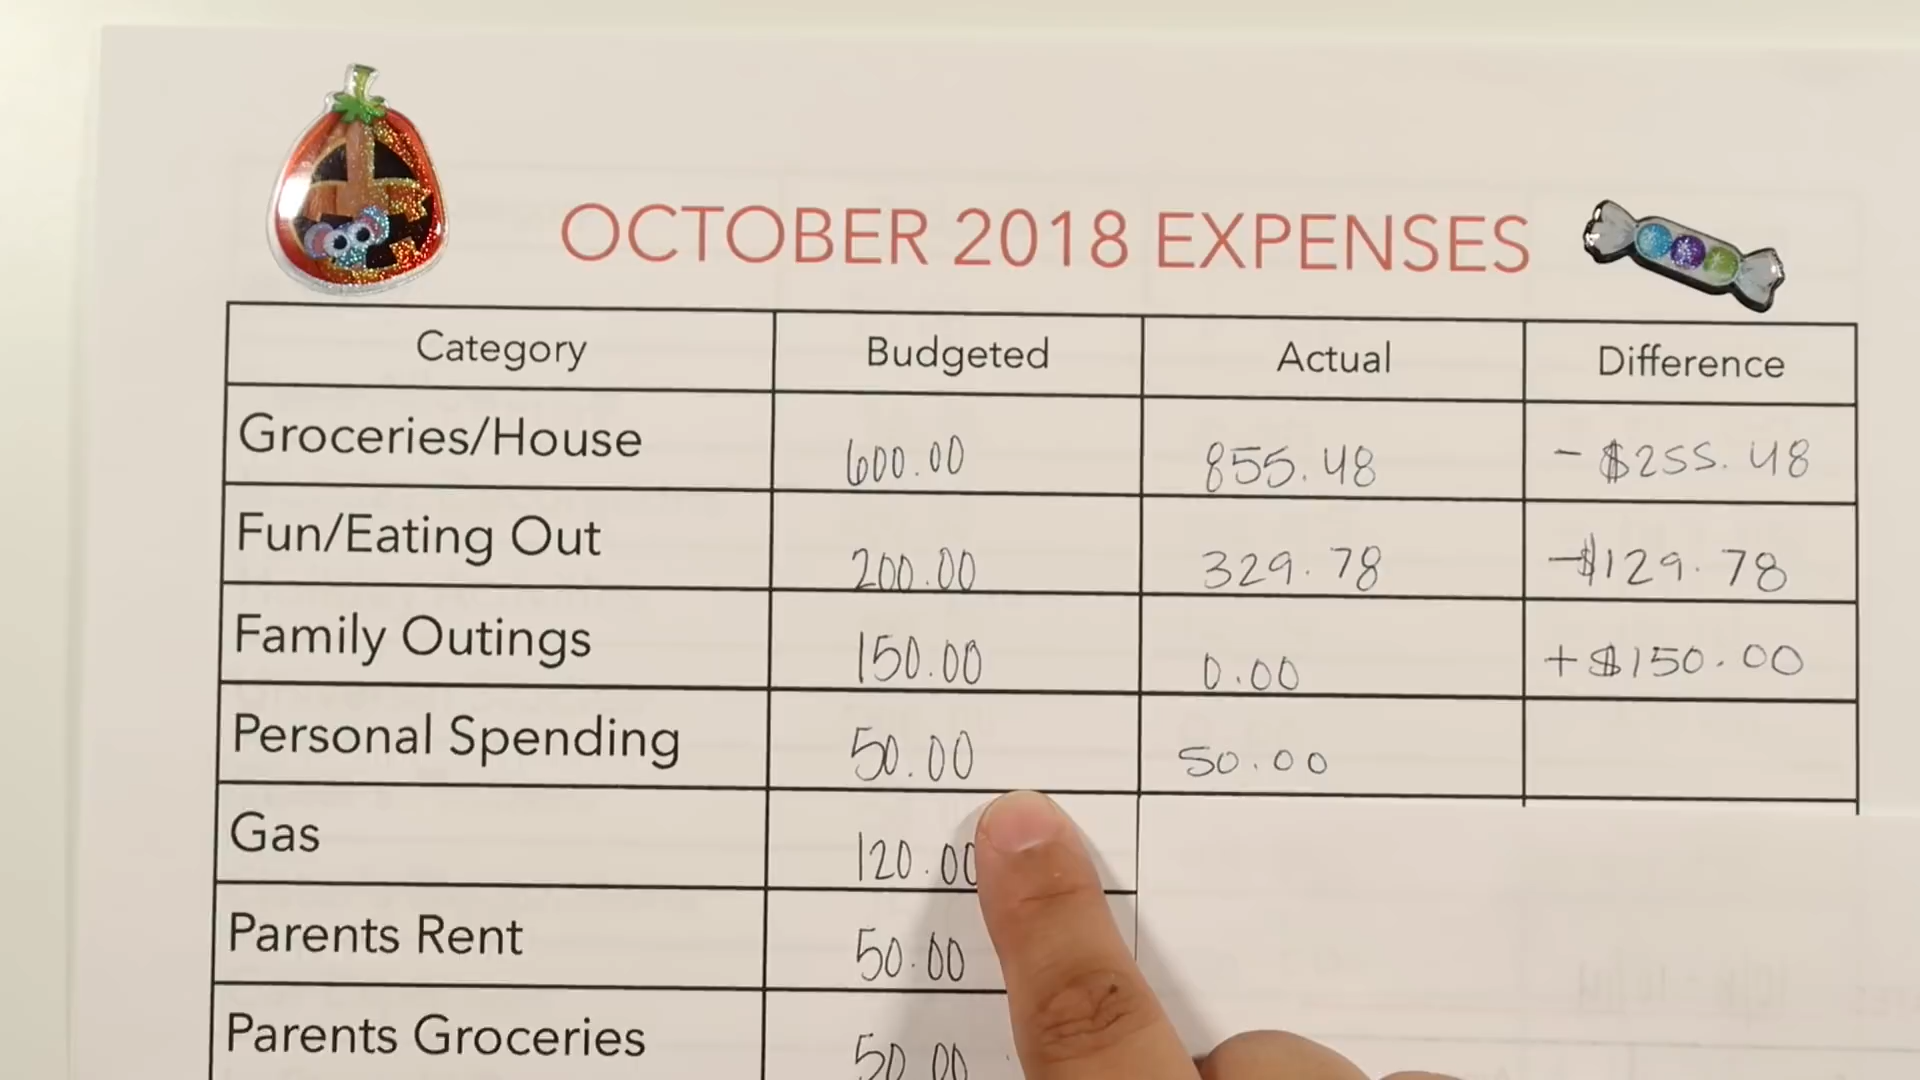 OCTOBER 2018 EXPENSES
Category Budgeted Actual Difference
Groceries/House 600.00 855.48 - $255.48
Fun/Eating Out 200.00 329.78 -$129.78
Family Outings 150.00 0.00 +$150.00
Personal Spending 50.00 50.00
Gas 120.00
Parents Rent 50.00
Parents Groceries 50.00